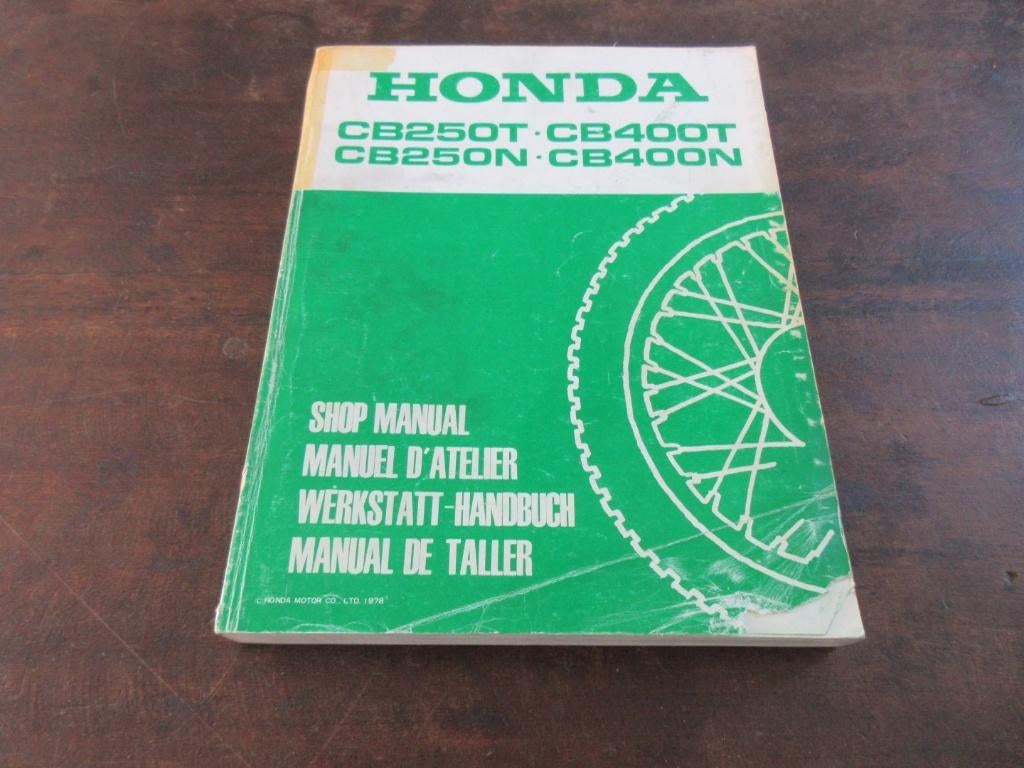 HONDA
CB250T·CB400T
CB250N·CB400N
SHOP MANUAL
MANUEL D'ATELIER
WERKSTATT-HANDBUCH
MANUAL DE TALLER
© HONDA MOTOR CO., LTD. 1978